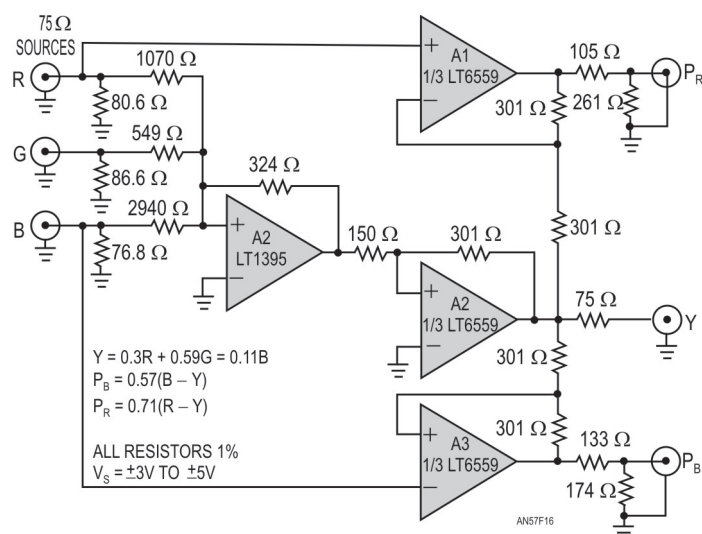 75Ω
SOURCES
R
1070 Ω
80.6 Ω
G
549 Ω
86.6 Ω
B
2940 Ω
76.8 Ω
324 Ω
+
A2
LT1395
−
150 Ω
301 Ω
+
A2
1/3 LT6559
−
+
A1
1/3 LT6559
−
105 Ω
261 Ω
301 Ω
P_R
301 Ω
75 Ω
Y
301 Ω
+
A3
1/3 LT6559
−
301 Ω
133 Ω
174 Ω
P_B
Y = 0.3R + 0.59G = 0.11B
P_B = 0.57(B – Y)
P_R = 0.71(R – Y)
ALL RESISTORS 1%
V_S = ±3V TO ±5V
AN57F16